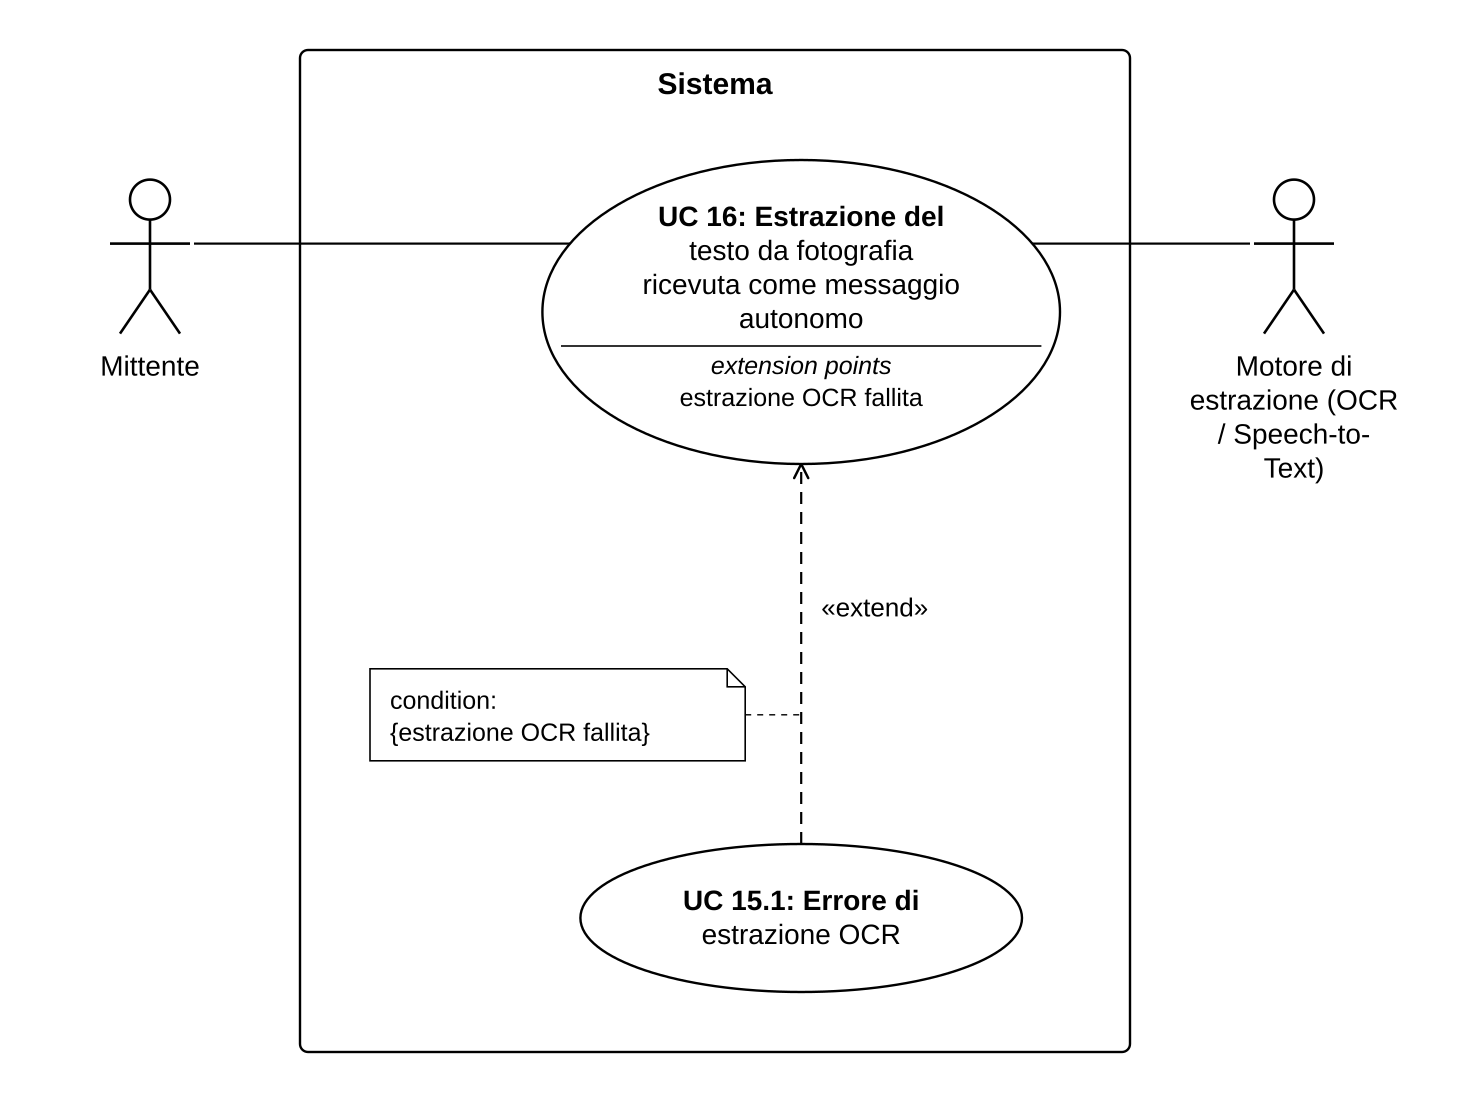 Sistema
UC 16: Estrazione del
testo da fotografia
ricevuta come messaggio
autonomo
extension points
estrazione OCR fallita
Mittente
Motore di
estrazione (OCR
/ Speech-to-
Text)
«extend»
condition:
{estrazione OCR fallita}
UC 15.1: Errore di
estrazione OCR